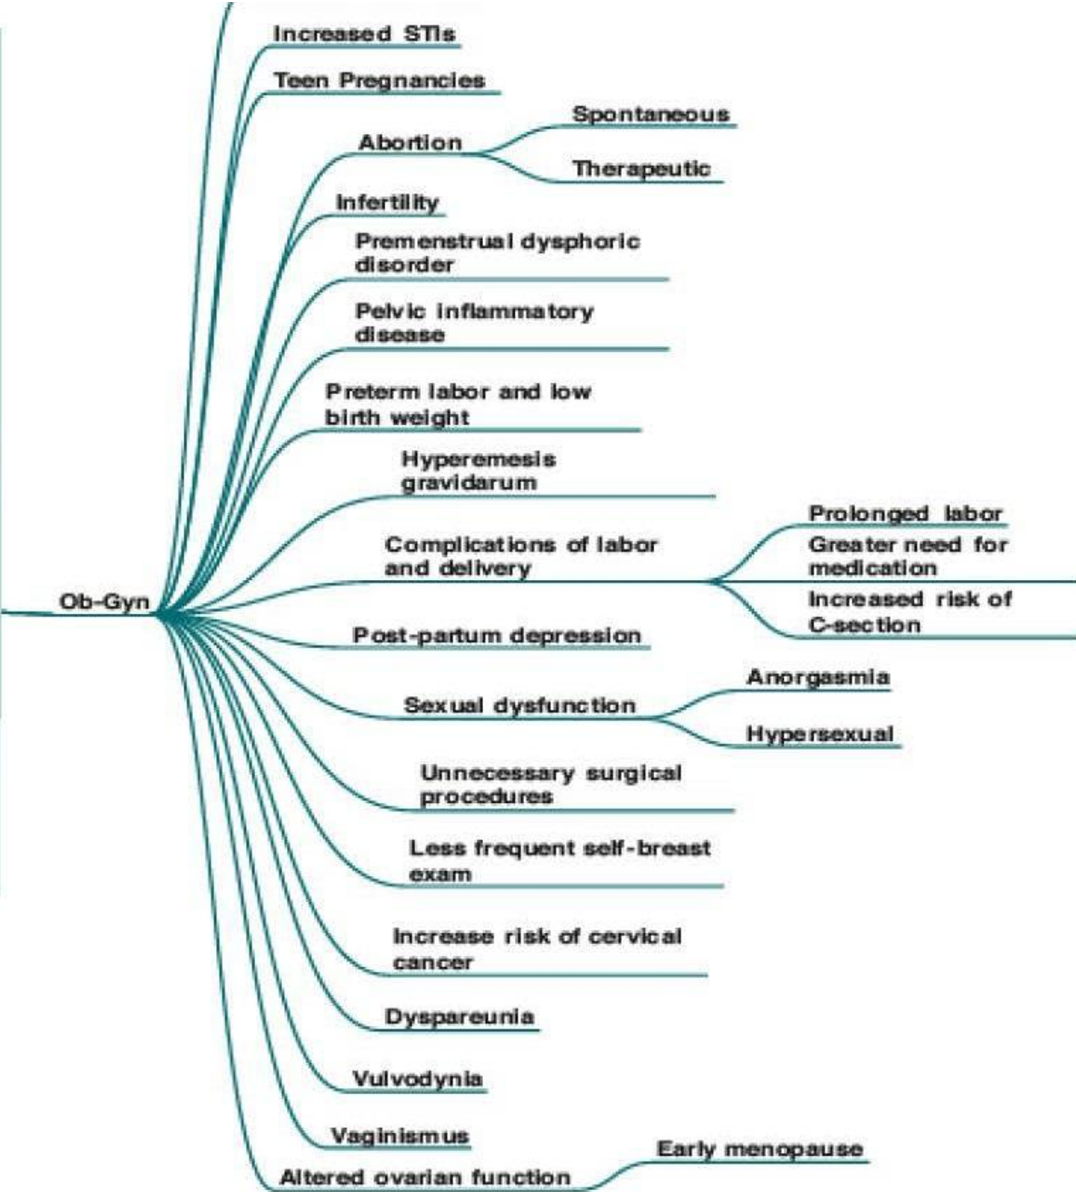 Increased STIs
Teen Pregnancies
Abortion
Spontaneous
Therapeutic
Infertility
Premenstrual dysphoric
disorder
Pelvic inflammatory
disease
Preterm labor and low
birth weight
Hyperemesis
gravidarum
Complications of labor
and delivery
Prolonged labor
Greater need for
medication
Increased risk of
C-section
Ob-Gyn
Post-partum depression
Sexual dysfunction
Anorgasmia
Hypersexual
Unnecessary surgical
procedures
Less frequent self-breast
exam
Increase risk of cervical
cancer
Dyspareunia
Vulvodynia
Vaginismus
Altered ovarian function
Early menopause